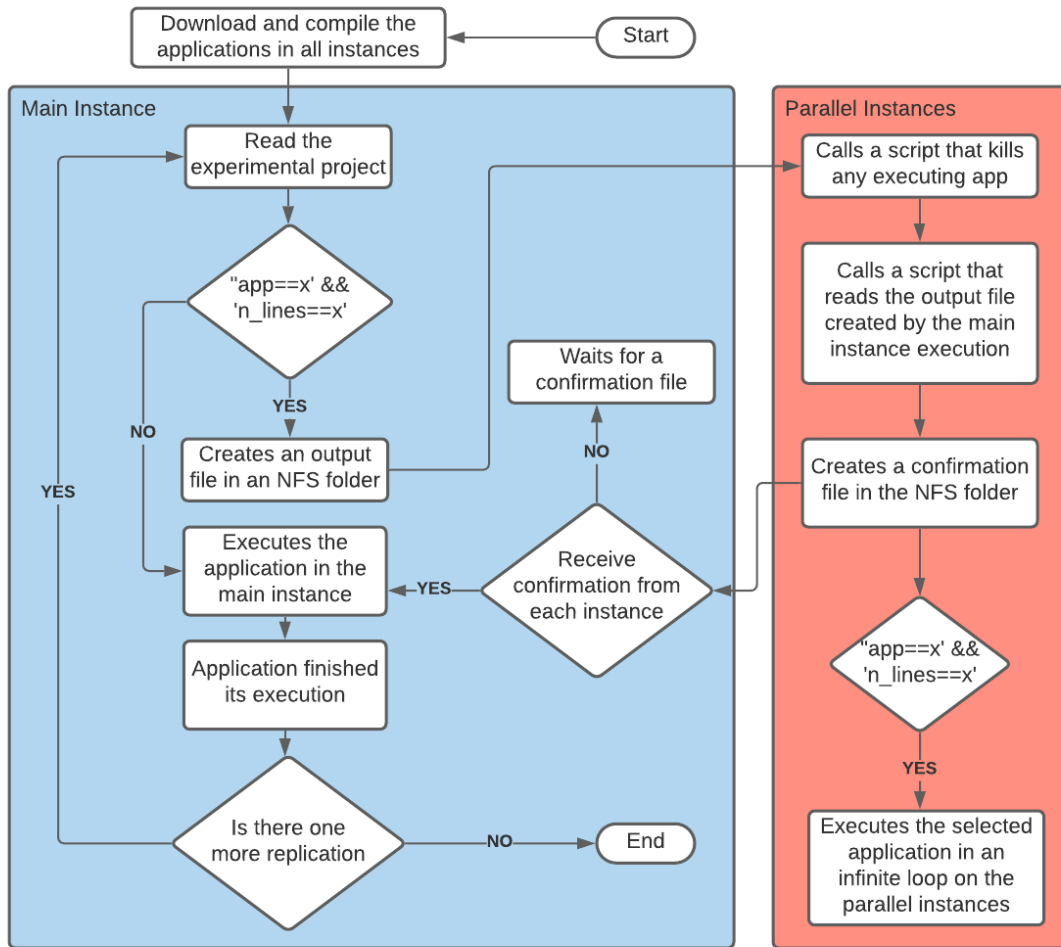 Download and compile the
applications in all instances
Start
Main Instance
Read the
experimental project
"app==x' &&
'n_lines==x'
YES
NO
Creates an output
file in an NFS folder
Waits for a
confirmation file
NO
YES
Executes the
application in the
main instance
YES
Receive
confirmation from
each instance
Application finished
its execution
Is there one
more replication
NO
End
Parallel Instances
Calls a script that kills
any executing app
Calls a script that
reads the output file
created by the main
instance execution
Creates a confirmation
file in the NFS folder
"app==x' &&
'n_lines==x'
YES
Executes the selected
application in an
infinite loop on the
parallel instances